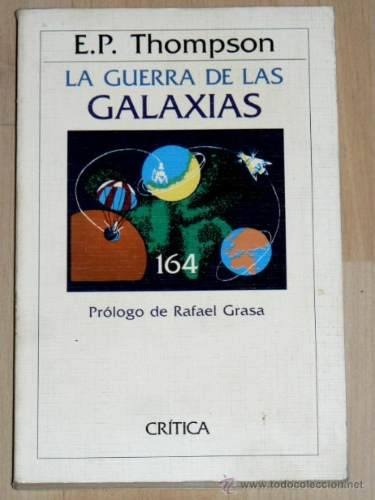 E.P. Thompson
LA GUERRA DE LAS
GALAXIAS
164
Prólogo de Rafael Grasa
CRÍTICA
© www.todocoleccion.net